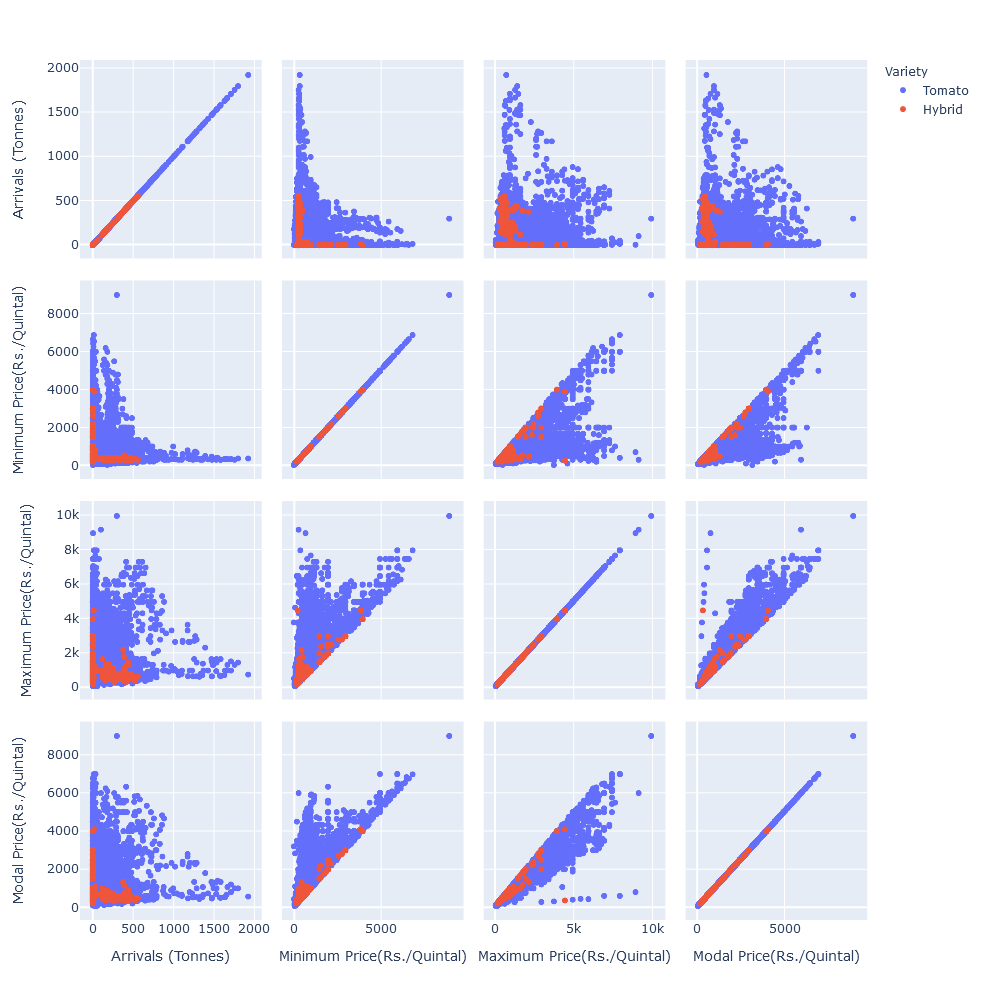 Variety
Tomato
Hybrid
Arrivals (Tonnes)
2000
1500
1000
500
0
Minimum Price(Rs./Quintal)
8000
6000
4000
2000
0
Maximum Price(Rs./Quintal)
10k
8k
6k
4k
2k
0
Modal Price(Rs./Quintal)
8000
6000
4000
2000
0
0 500 1000 1500 2000 0 5000 0 5k 10k 0 5000
Arrivals (Tonnes) Minimum Price(Rs./Quintal) Maximum Price(Rs./Quintal) Modal Price(Rs./Quintal)